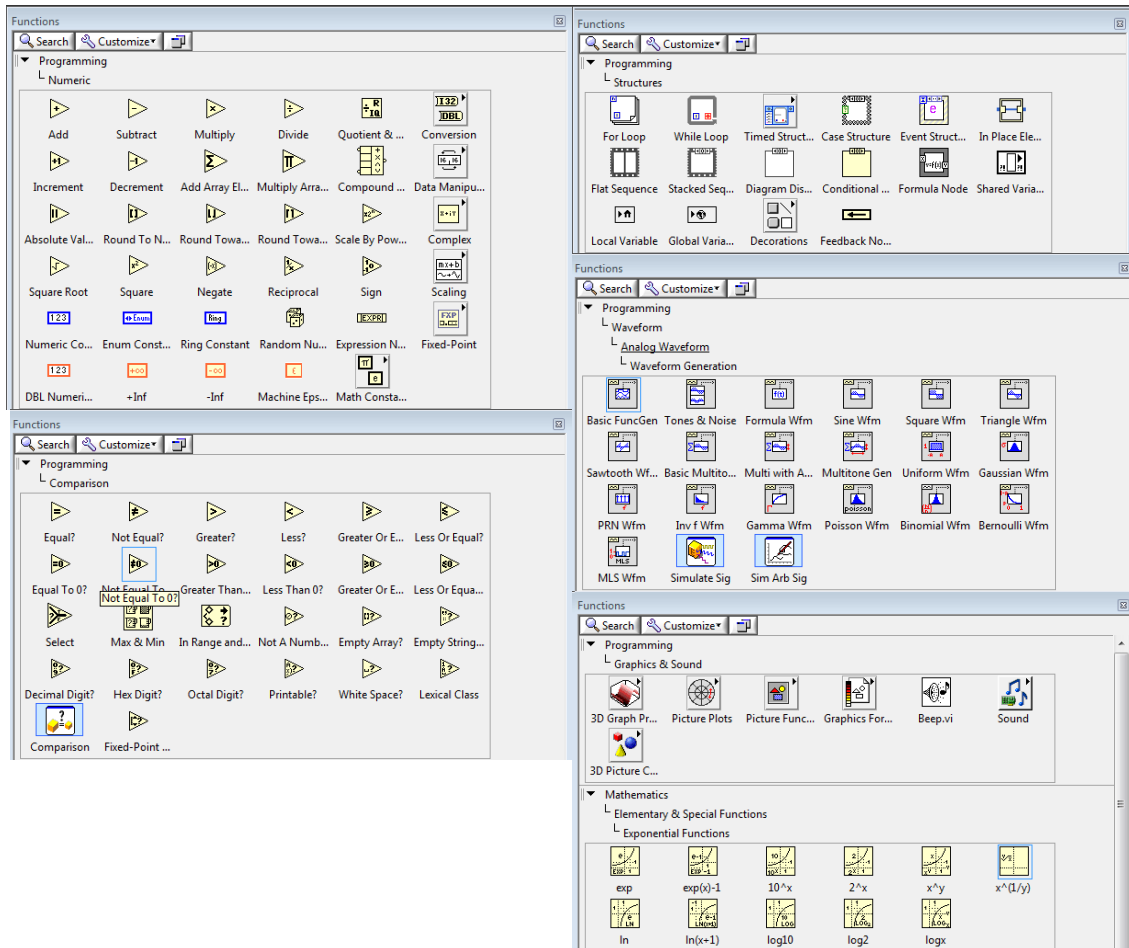 Functions
Search Customize
Programming
Numeric
Add Subtract Multiply Divide Quotient & ... Conversion
Increment Decrement Add Array El... Multiply Arra... Compound ... Data Manipu...
Absolute Val... Round To N... Round Towa... Round Towa... Scale By Pow... Complex
Square Root Square Negate Reciprocal Sign Scaling
Numeric Co... Enum Const... Ring Constant Random Nu... Expression N... Fixed-Point
DBL Numeri... +Inf -Inf Machine Eps... Math Consta...
Functions
Search Customize
Programming
Comparison
Equal? Not Equal? Greater? Less? Greater Or E... Less Or Equal?
Equal To 0? Not Equal To... Greater Than... Less Than 0? Greater Or E... Less Or Equa...
Not Equal To 0?
Select Max & Min In Range and... Not A Numb... Empty Array? Empty String...
Decimal Digit? Hex Digit? Octal Digit? Printable? White Space? Lexical Class
Comparison Fixed-Point ...
Functions
Search Customize
Programming
Structures
For Loop While Loop Timed Struct... Case Structure Event Struct... In Place Ele...
Flat Sequence Stacked Seq... Diagram Dis... Conditional ... Formula Node Shared Varia...
Local Variable Global Varia... Decorations Feedback No...
Functions
Search Customize
Programming
Waveform
Analog Waveform
Waveform Generation
Basic FuncGen Tones & Noise Formula Wfm Sine Wfm Square Wfm Triangle Wfm
Sawtooth Wf... Basic Multito... Multi with A... Multitone Gen Uniform Wfm Gaussian Wfm
PRN Wfm Inv f Wfm Gamma Wfm Poisson Wfm Binomial Wfm Bernoulli Wfm
MLS Wfm Simulate Sig Sim Arb Sig
Functions
Search Customize
Programming
Graphics & Sound
3D Graph Pr... Picture Plots Picture Func... Graphics For... Beep.vi Sound
3D Picture C...
Mathematics
Elementary & Special Functions
Exponential Functions
exp exp(x)-1 10^x 2^x x^y x^(1/y)
ln ln(x+1) log10 log2 logx